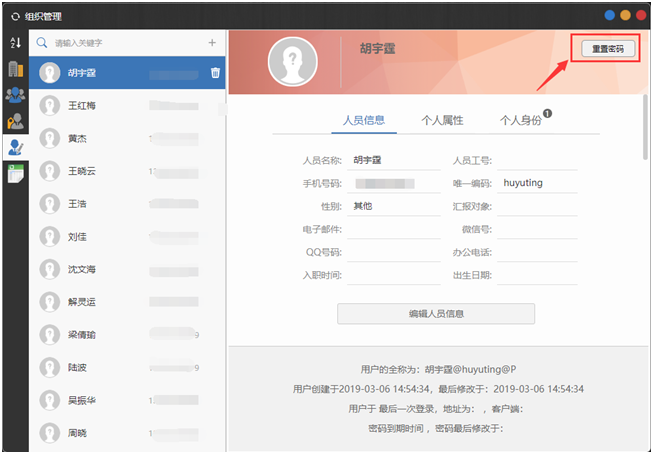 组织管理
A
Z
请输入关键字
胡宇霆
王红梅
黄杰
1
王晓云
1
王浩
刘佳
沈文海
解灵运
梁倩瑜
9
陆波
9
吴振华
1
周晓
1
胡宇霆
重置密码
人员信息 个人属性 个人身份 1
人员名称: 胡宇霆 人员工号:
手机号码: 唯一编码: huyuting
性别: 其他 汇报对象:
电子邮件: 微信号:
QQ号码: 办公电话:
入职时间: 出生日期:
编辑人员信息
用户的全称为：胡宇霆@huyuting@P
用户创建于2019-03-06 14:54:34，最后修改于：2019-03-06 14:54:34
用户于 最后一次登录，地址为： ，客户端:
密码到期时间 ，密码最后修改于: